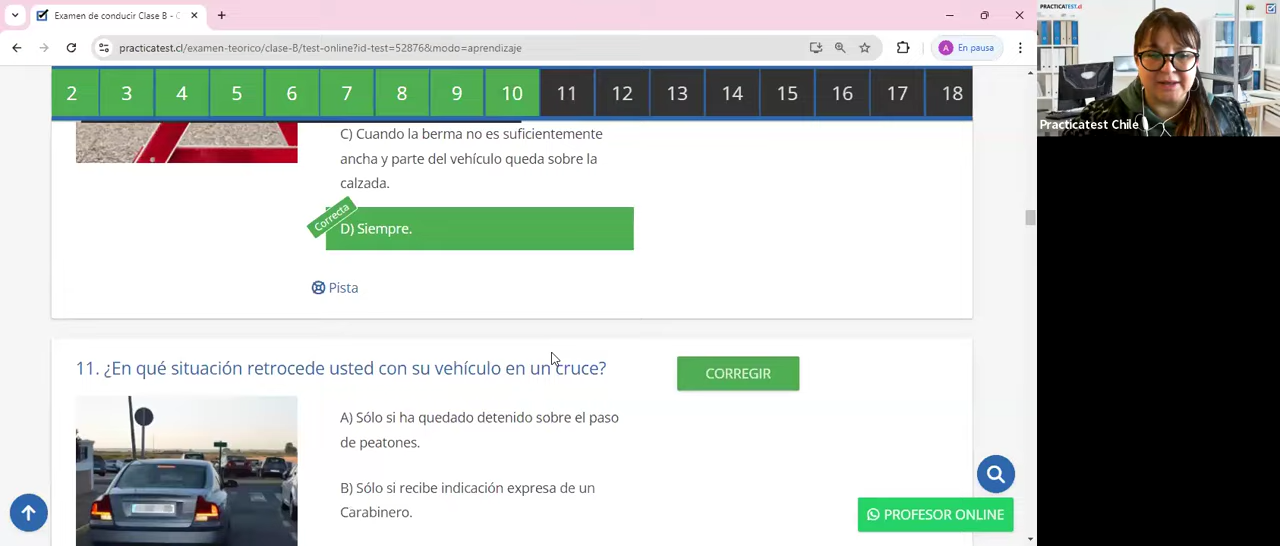 Examen de conducir Clase B - C
practicatest.cl/examen-teorico/clase-B/test-online?id-test=52876&modo=aprendizaje
A
En pausa
PRACTICATEST.cl
Practicatest Chile
2 3 4 5 6 7 8 9 10 11 12 13 14 15 16 17 18
C) Cuando la berma no es suficientemente
ancha y parte del vehículo queda sobre la
calzada.
Correcta
D) Siempre.
Pista
11. ¿En qué situación retrocede usted con su vehículo en un cruce?
CORREGIR
A) Sólo si ha quedado detenido sobre el paso
de peatones.
B) Sólo si recibe indicación expresa de un
Carabinero.
PROFESOR ONLINE